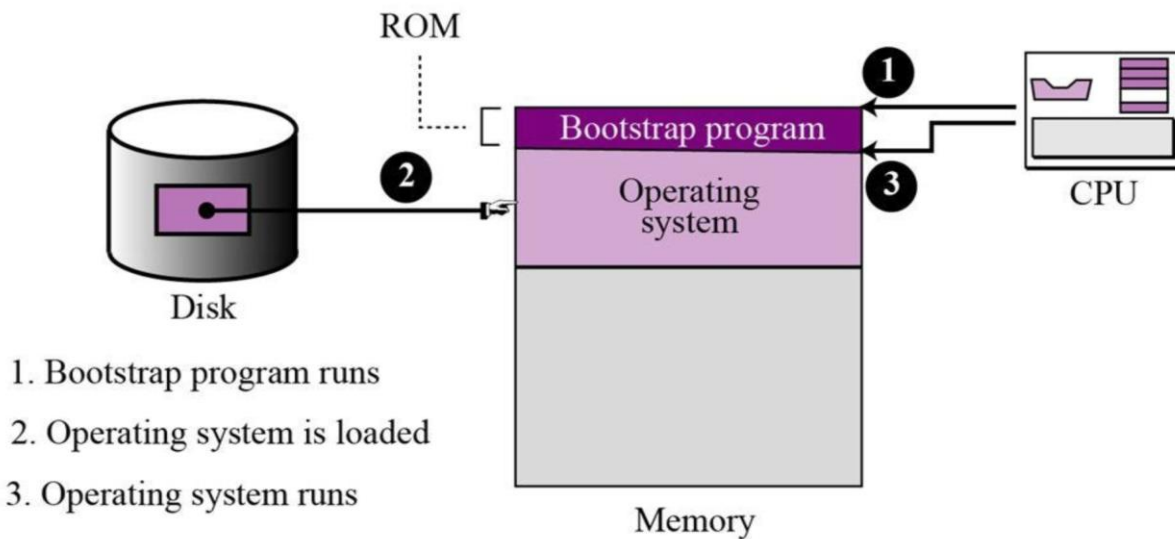 ROM
1
Bootstrap program
2
3
Operating
system
CPU
Disk
1. Bootstrap program runs
2. Operating system is loaded
3. Operating system runs
Memory